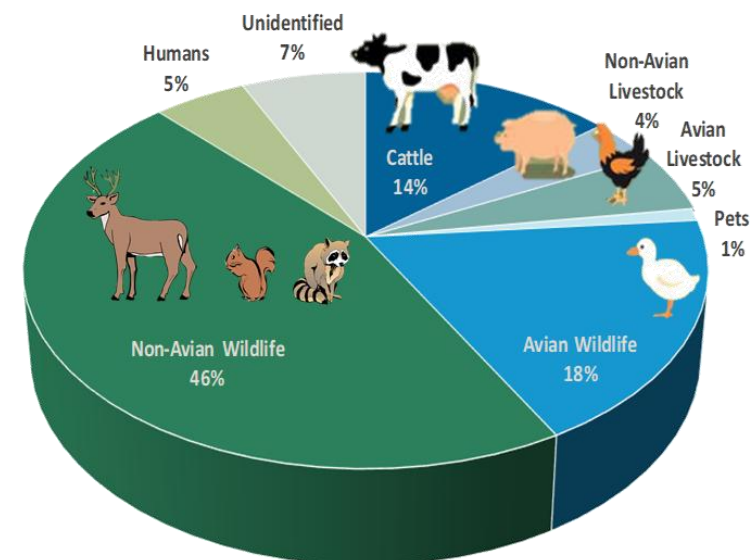 Unidentified
7%
Humans
5%
Non-Avian
Livestock
4%
Avian
Livestock
5%
Pets
1%
Cattle
14%
Avian Wildlife
18%
Non-Avian Wildlife
46%